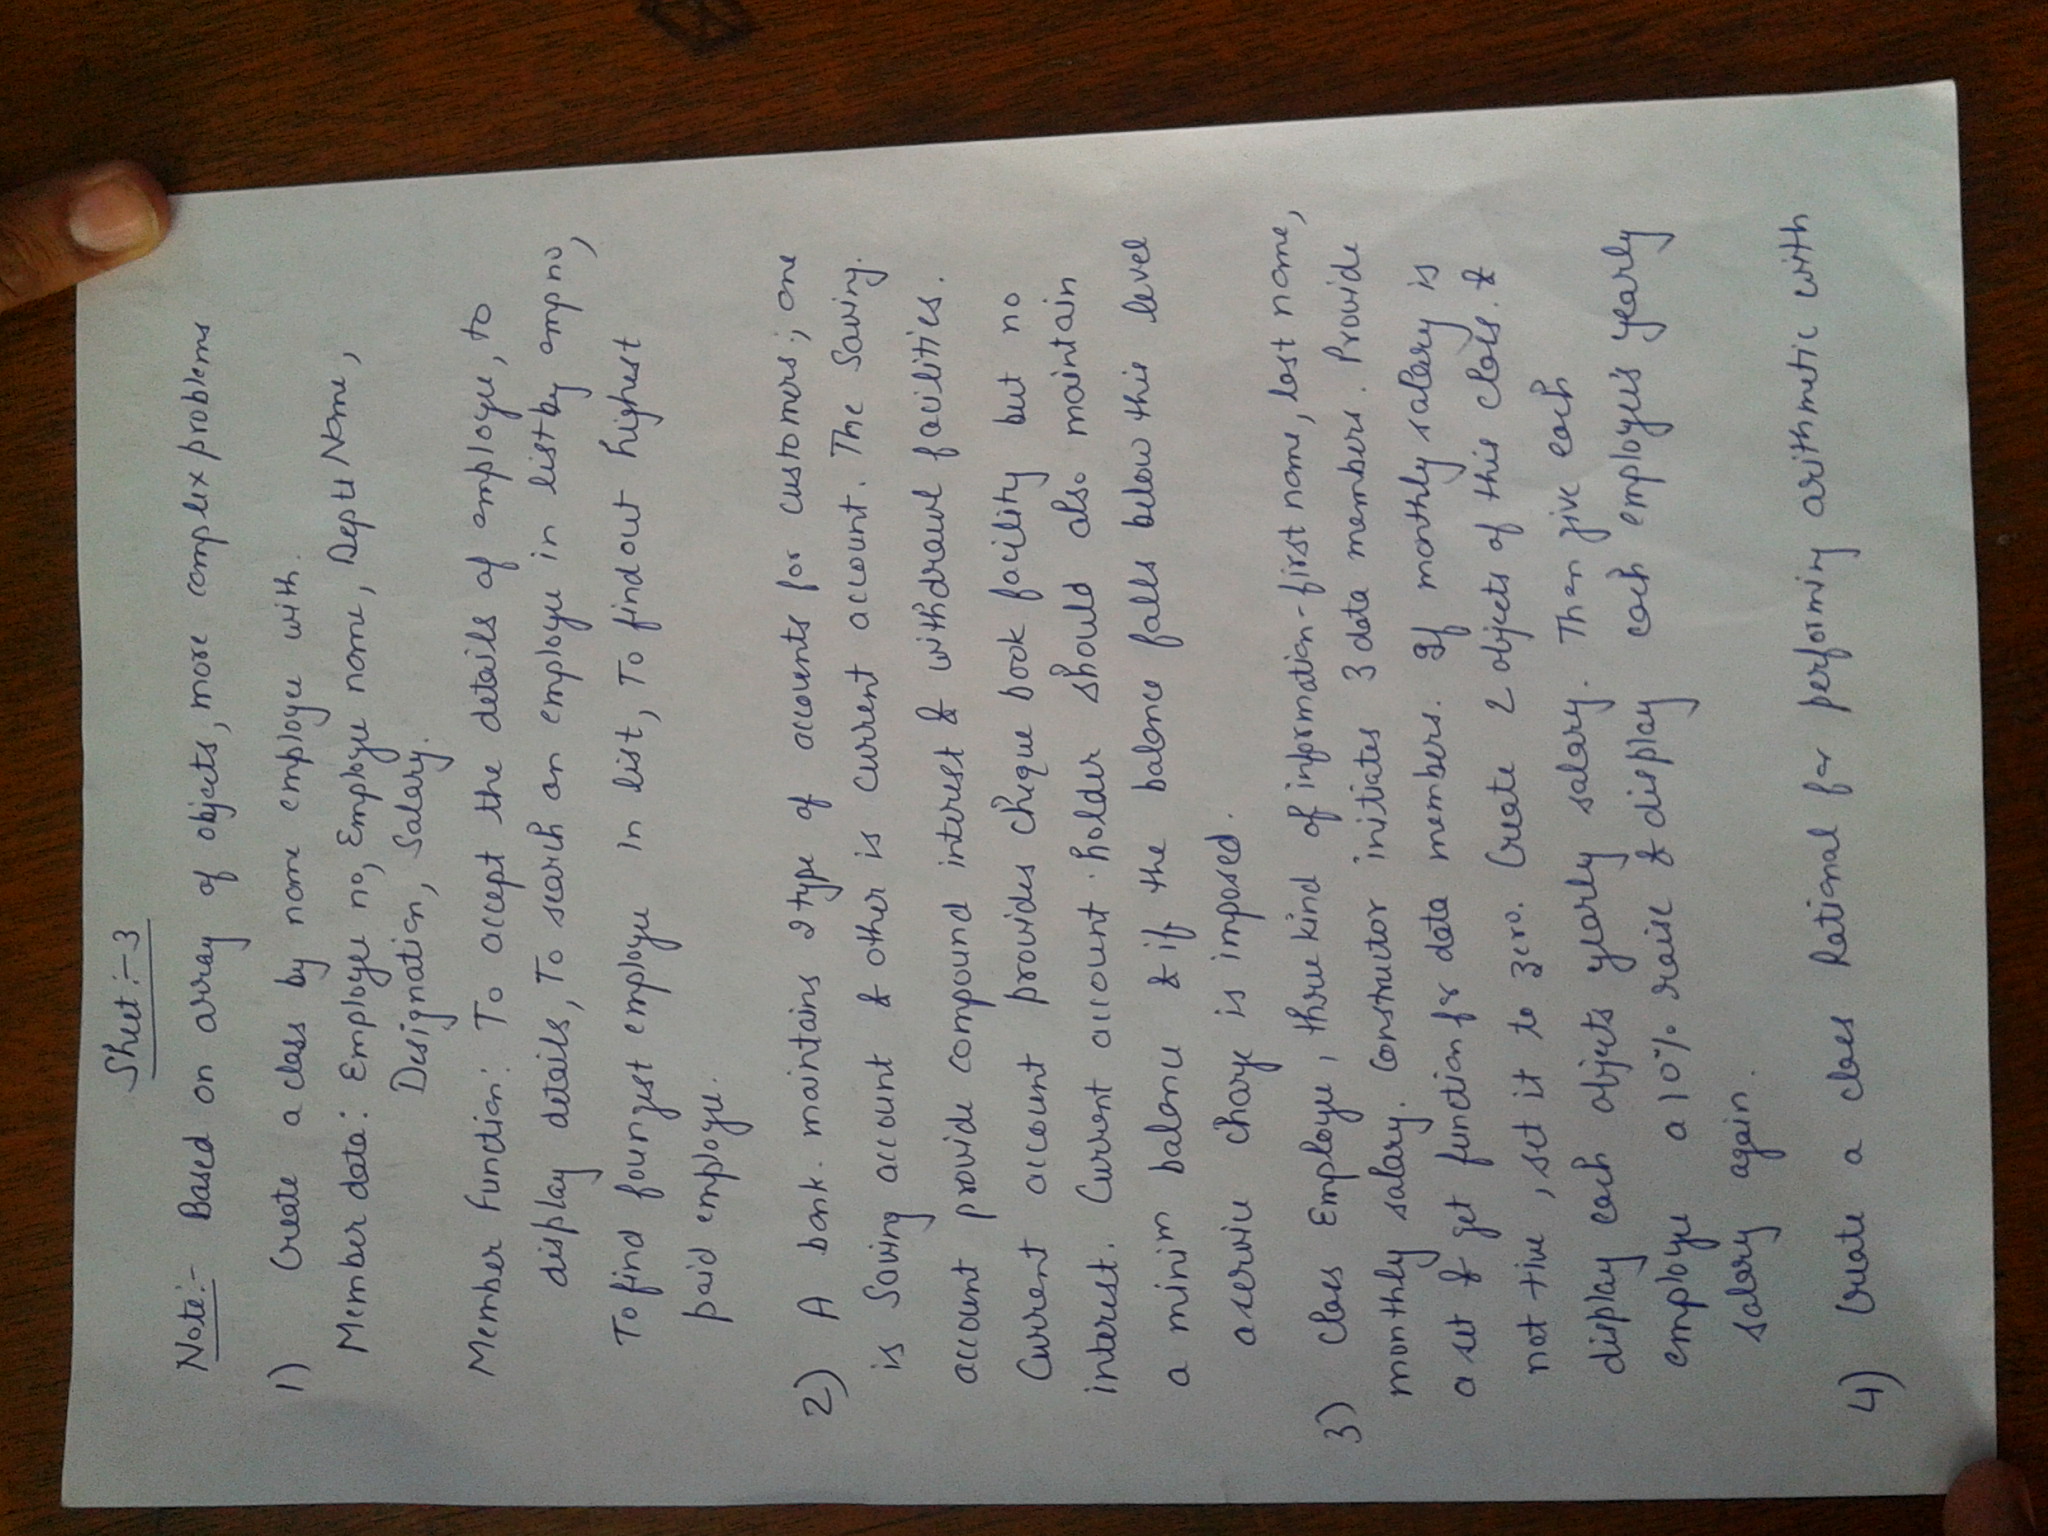 Sheet :- 3
Note:- Based on array of objects, more complex problems
1) Create a class by name employee with.
Member data: Employee no, Employee name, Deptt Name,
Designation, Salary.
Member Function: To accept the details of employee, to
display details, To search an employee in list by emp no,
To find youngest employee in list, To find out highest
paid employee.
2) A bank. maintains 2 type of accounts for customers; one
is Saving account & other is current account. The Saving.
account provide compound interest & withdrawl facilities.
Current account provides cheque book facility but no
interest. Current account holder should also maintain
a minim balance & if the balance falls below this level
a service charge is imposed.
3) Class Employee, three kind of information - first name, last name,
monthly salary. Constructor initiates 3 data members. Provide
a set & get function for data members. If monthly salary is
not +ive, set it to zero. Create 2 objects of this class. &
display each objects yearly salary. Then give each
employee a 10% raise & display each employee's yearly
salary again.
4) Create a class Rational for performing arithmetic with